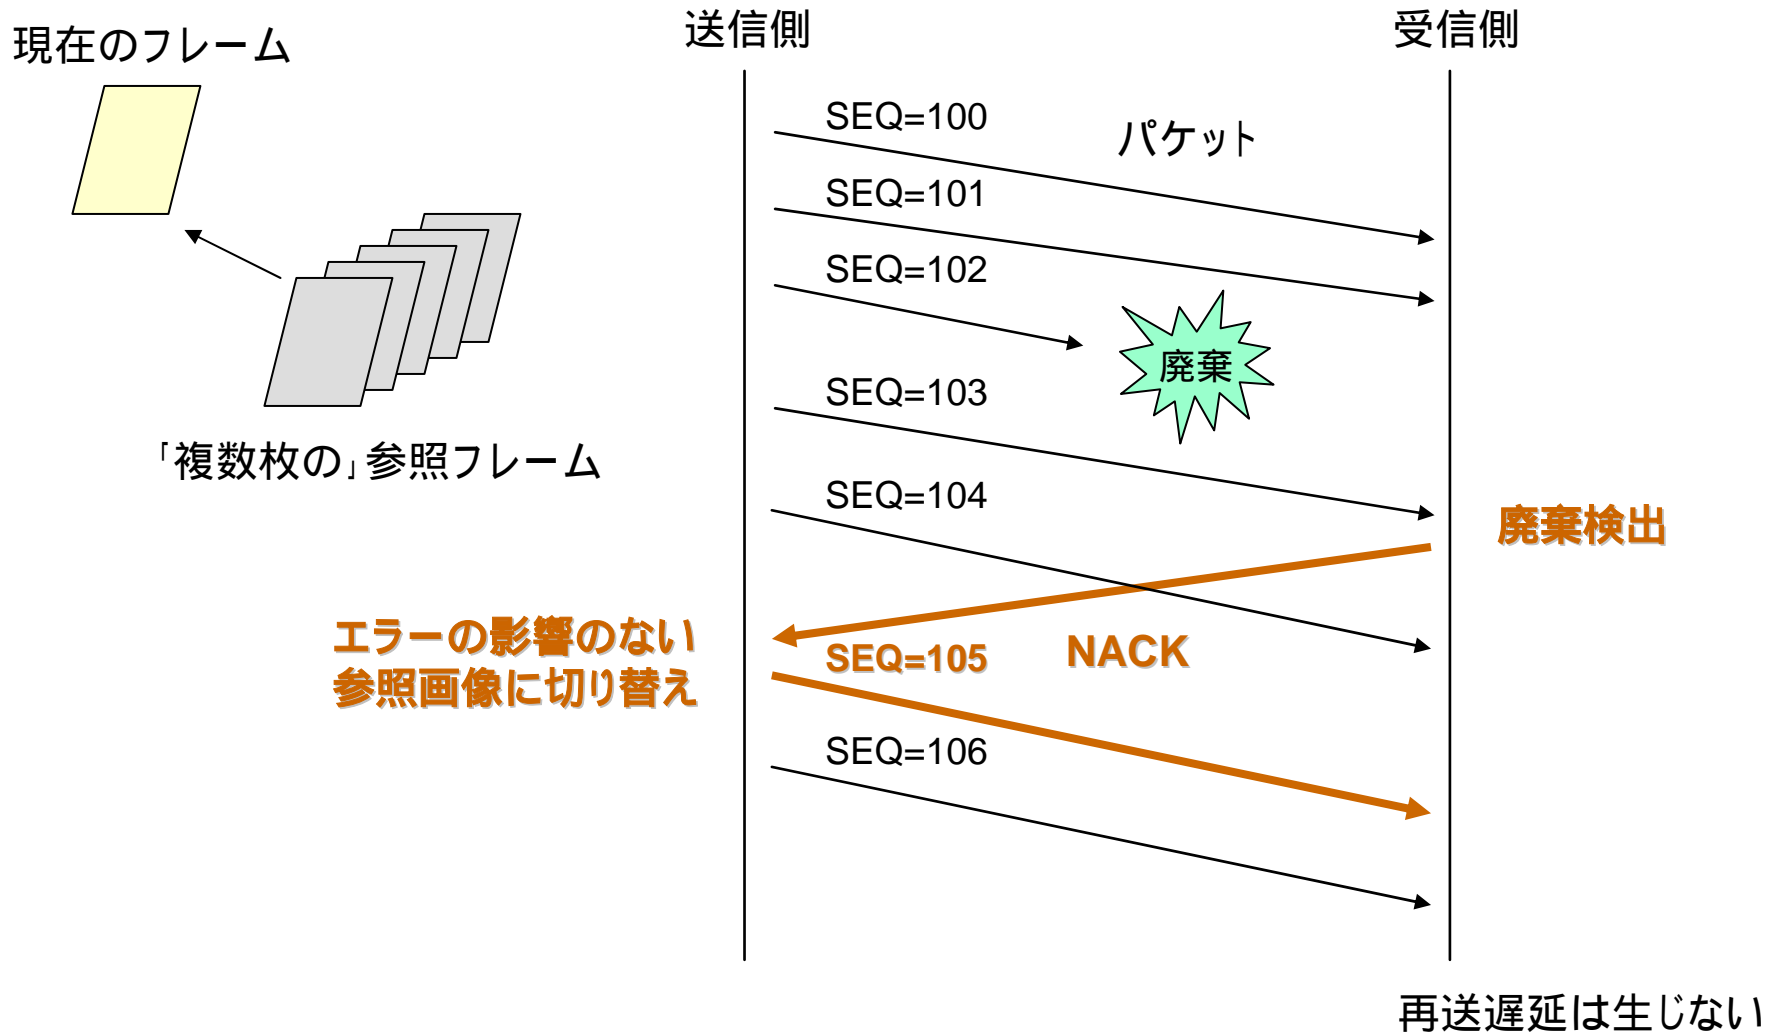 現在のフレーム
送信側
受信側
SEQ=100
パケット
SEQ=101
SEQ=102
廃棄
SEQ=103
｢複数枚の｣参照フレーム
SEQ=104
廃棄検出
エラーの影響のない
参照画像に切り替え
SEQ=105
NACK
SEQ=106
再送遅延は生じない